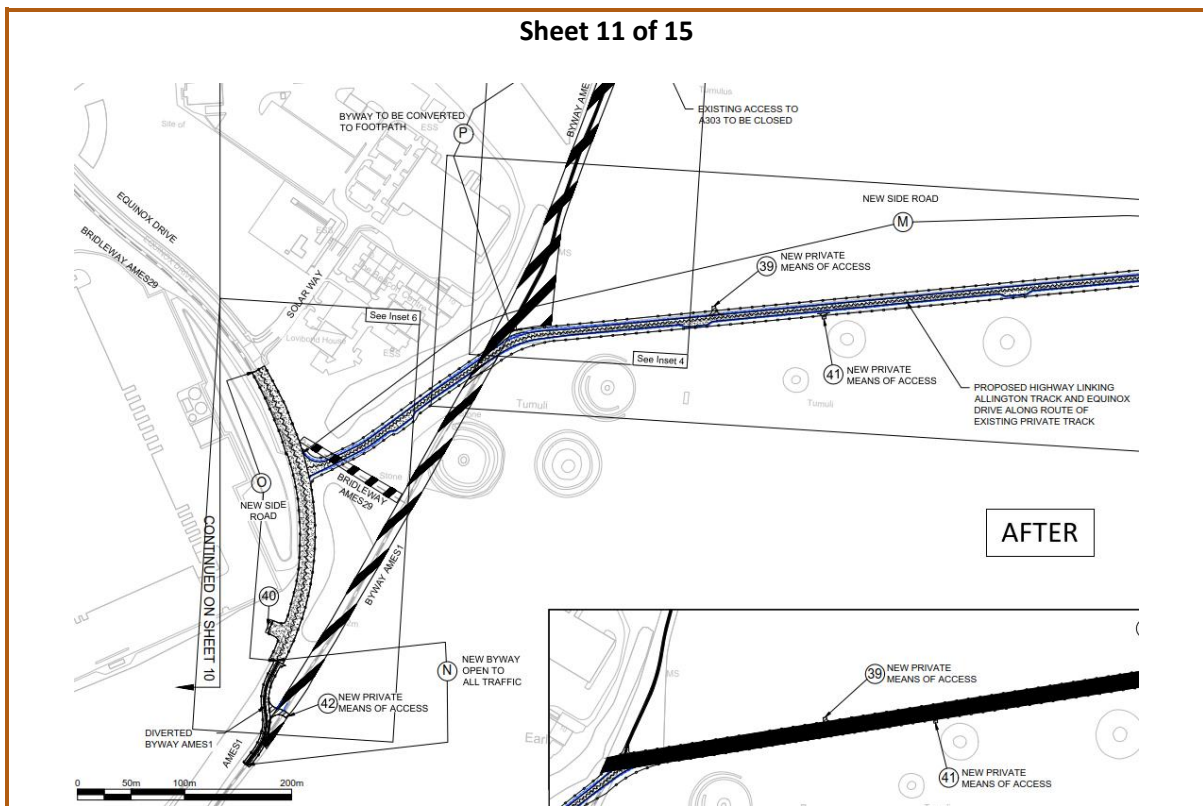 Sheet 11 of 15
Tumulus
Site of
ESS
BYWAY TO BE CONVERTED
TO FOOTPATH
P
BYWAY AME
EXISTING ACCESS TO
A303 TO BE CLOSED
EQUINOX DRIVE
BRIDLEWAY AMES29
ESS
SOLAR WAY
MS
NEW SIDE ROAD
M
39
NEW PRIVATE
MEANS OF ACCESS
See Inset 6
Lovibond House
ESS
See Inset 4
41
NEW PRIVATE
MEANS OF ACCESS
PROPOSED HIGHWAY LINKING
ALLINGTON TRACK AND EQUINOX
DRIVE ALONG ROUTE OF
EXISTING PRIVATE TRACK
Tumuli
Tumuli
Stone
O
NEW SIDE
ROAD
BRIDLEWAY
AMES29
CONTINUED ON SHEET 10
BYWAY AMES1
AFTER
40
N
NEW BYWAY
OPEN TO
ALL TRAFFIC
42
NEW PRIVATE
MEANS OF ACCESS
DIVERTED
BYWAY AMES1
AMES1
0 50m 100m 200m
MS
39
NEW PRIVATE
MEANS OF ACCESS
Earl
41
NEW PRIVATE
MEANS OF ACCESS